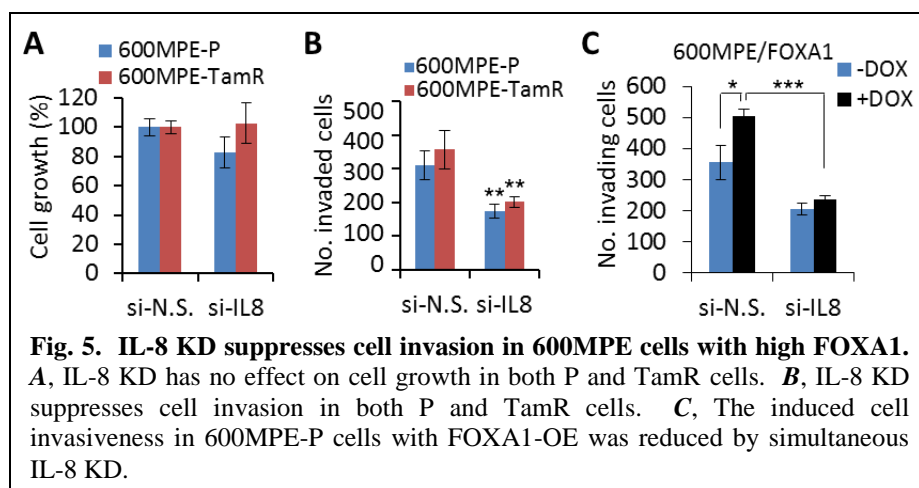 A
600MPE-P
600MPE-TamR
Cell growth (%)
120
100
80
60
40
20
0
si-N.S. si-IL8
B
600MPE-P
600MPE-TamR
No. invaded cells
500
400
300
200
100
0
** **
si-N.S. si-IL8
C
600MPE/FOXA1
-DOX
+DOX
No. invading cells
600
500
400
300
200
100
0
* ***
si-N.S. si-IL8
Fig. 5. IL-8 KD suppresses cell invasion in 600MPE cells with high FOXA1.
A, IL-8 KD has no effect on cell growth in both P and TamR cells. B, IL-8 KD
suppresses cell invasion in both P and TamR cells. C, The induced cell
invasiveness in 600MPE-P cells with FOXA1-OE was reduced by simultaneous
IL-8 KD.